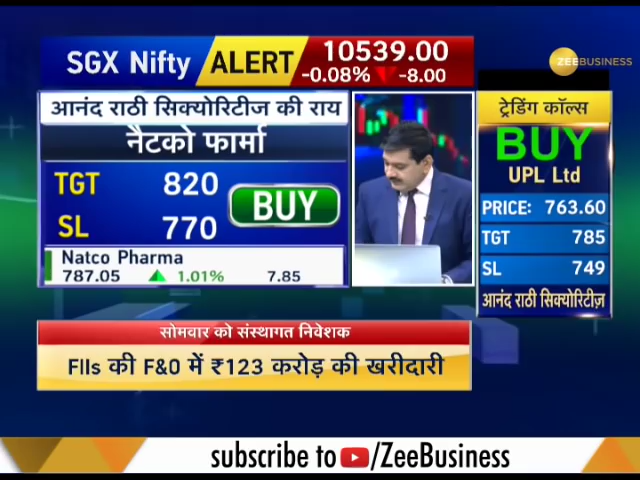 SGX Nifty ALERT 10539.00
-0.08% -8.00
ZEEBUSINESS
आनंद राठी सिक्योरिटीज की राय
नैटको फार्मा
TGT 820
SL 770
BUY
Natco Pharma
787.05 1.01% 7.85
ट्रेडिंग कॉल्स
BUY
UPL Ltd
PRICE: 763.60
TGT 785
SL 749
आनंद राठी सिक्योरिटीज़
सोमवार को संस्थागत निवेशक
FIIs की F&O में ₹123 करोड़ की खरीदारी
subscribe to /ZeeBusiness